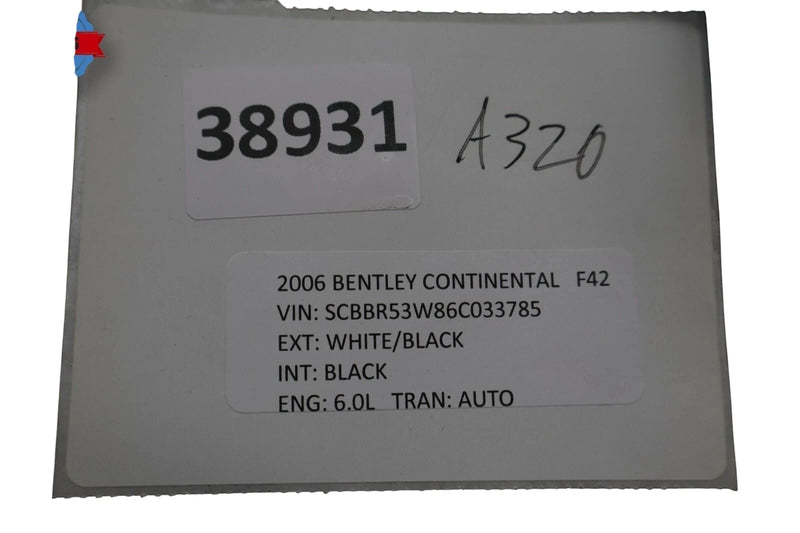 38931 A320
2006 BENTLEY CONTINENTAL F42
VIN: SCBBR53W86C033785
EXT: WHITE/BLACK
INT: BLACK
ENG: 6.0L TRAN: AUTO